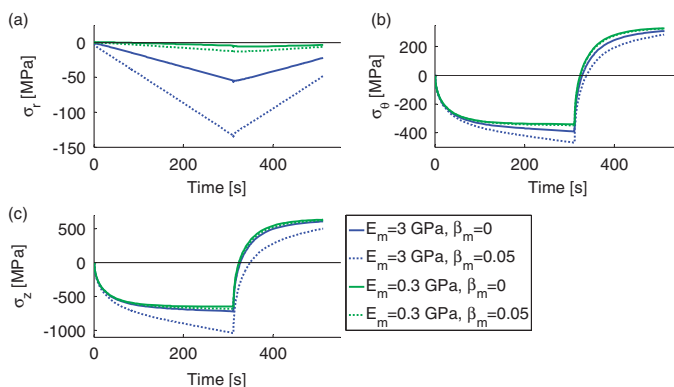 (a)
0
-50
-100
-150
σr [MPa]
0
200
400
Time [s]
(b)
200
0
-200
-400
σθ [MPa]
0
200
400
Time [s]
(c)
500
0
-500
-1000
σz [MPa]
0
200
400
Time [s]
Em=3 GPa, βm=0
Em=3 GPa, βm=0.05
Em=0.3 GPa, βm=0
Em=0.3 GPa, βm=0.05